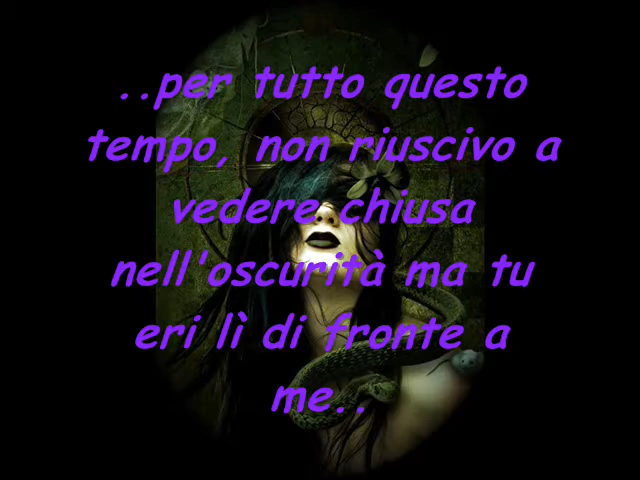 ..per tutto questo
tempo, non riuscivo a
vedere chiusa
nell'oscurità ma tu
eri lì di fronte a
me..